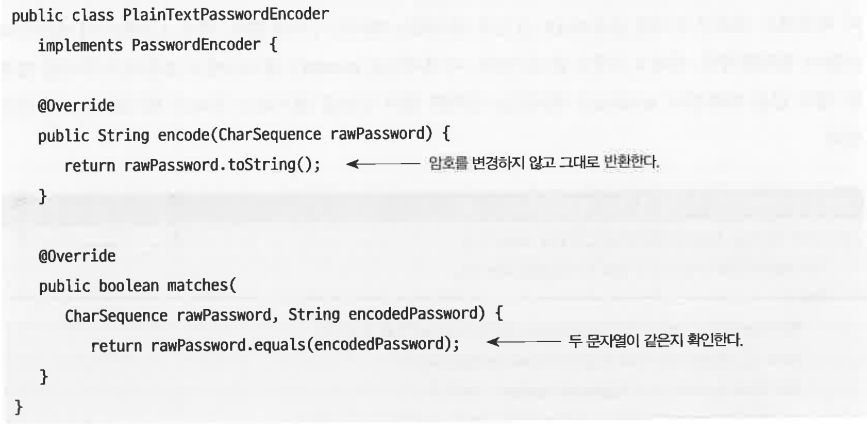 public class PlainTextPasswordEncoder
implements PasswordEncoder {
@Override
public String encode(CharSequence rawPassword) {
return rawPassword.toString(); 암호를 변경하지 않고 그대로 반환한다.
}
@Override
public boolean matches(
CharSequence rawPassword, String encodedPassword) {
return rawPassword.equals(encodedPassword); 두 문자열이 같은지 확인한다.
}
}